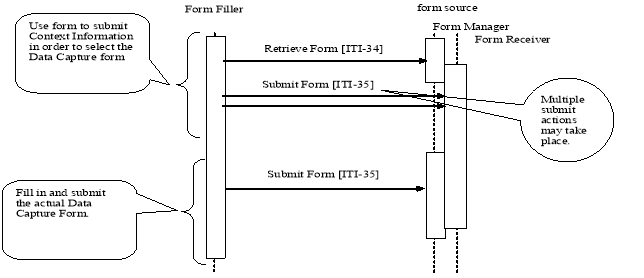 Form Filler
form source
Form Manager
Form Receiver
Use form to submit
Context Information
in order to select the
Data Capture form
Retrieve Form [ITI-34]
Submit Form [ITI-35]
Multiple
submit
actions
may take
place.
Submit Form [ITI-35]
Fill in and submit
the actual Data
Capture Form.